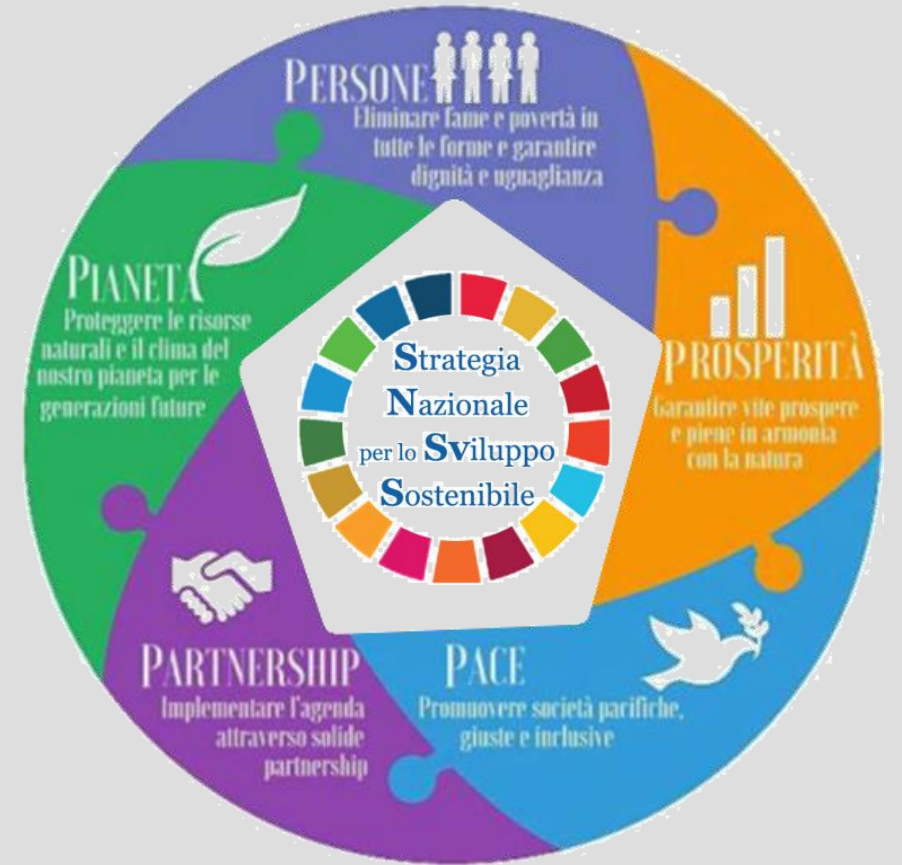 PERSONE
Eliminare fame e povertà in
tutte le forme e garantire
dignità e uguaglianza
PROSPERITÀ
Garantire vite prospere
e piene in armonia
con la natura
PACE
Promuovere società pacifiche,
giuste e inclusive
PARTNERSHIP
Implementare l'agenda
attraverso solide
partnership
PIANETA
Proteggere le risorse
naturali e il clima del
nostro pianeta per le
generazioni future
Strategia
Nazionale
per lo SViluppo
Sostenibile